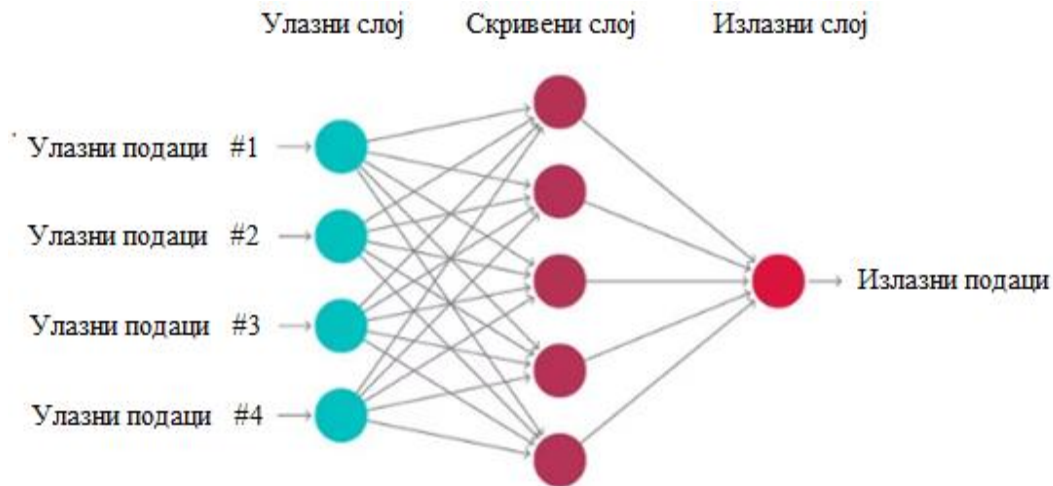 Улазни слој Скривени слој Излазни слој
Улазни подаци #1
Улазни подаци #2
Улазни подаци #3
Улазни подаци #4
Излазни подаци